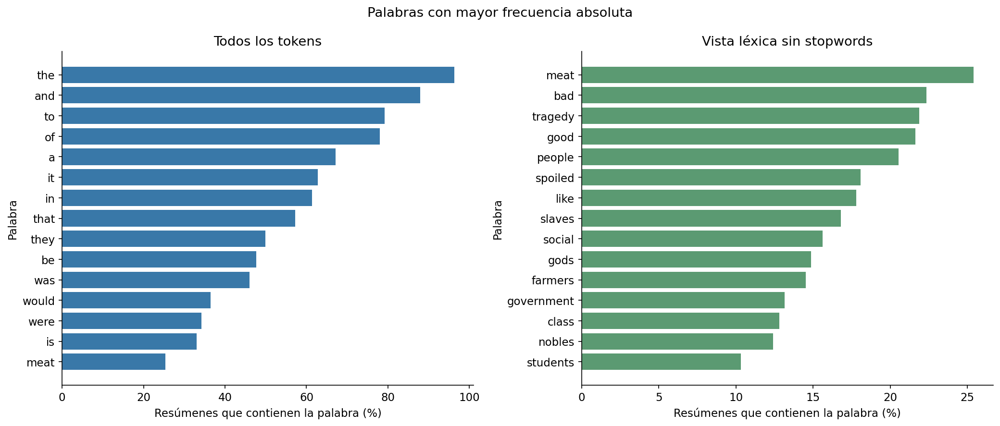 Palabras con mayor frecuencia absoluta
Todos los tokens
Palabra
the
and
to
of
a
it
in
that
they
be
was
would
were
is
meat
0 20 40 60 80 100
Resúmenes que contienen la palabra (%)
Vista léxica sin stopwords
Palabra
meat
bad
tragedy
good
people
spoiled
like
slaves
social
gods
farmers
government
class
nobles
students
0 5 10 15 20 25
Resúmenes que contienen la palabra (%)